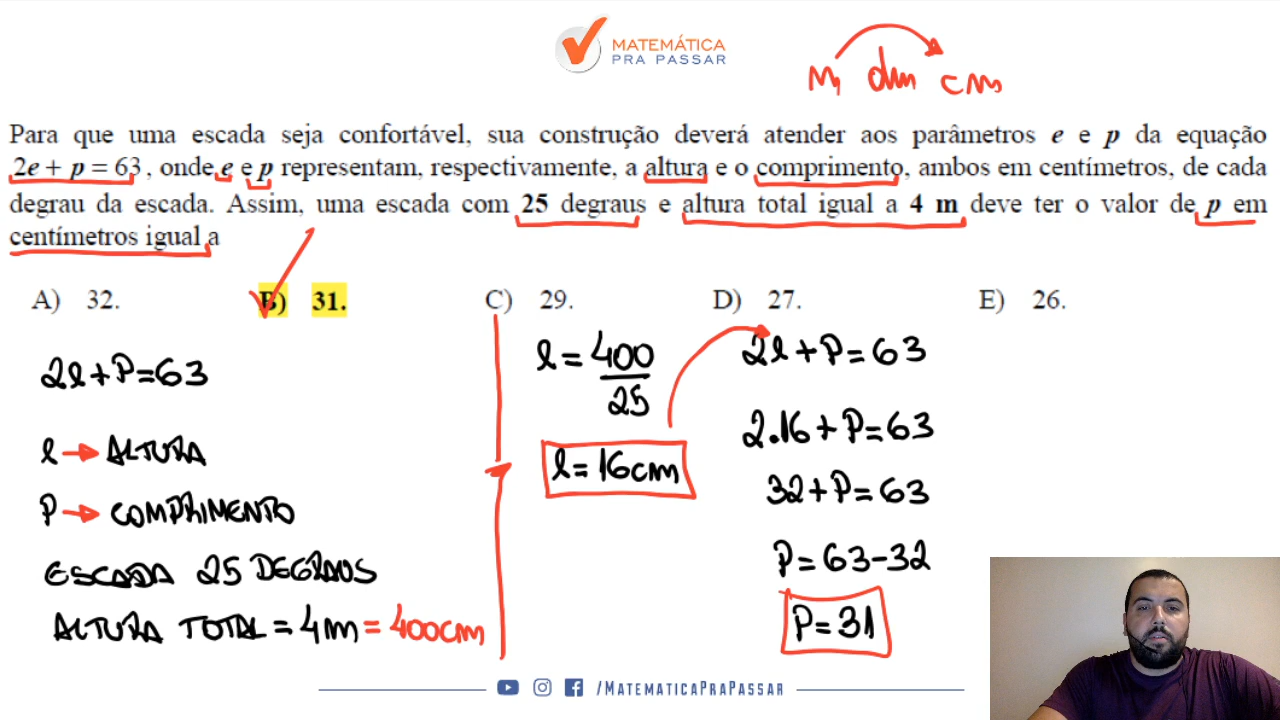 MATEMÁTICA
PRA PASSAR
m dm cm
Para que uma escada seja confortável, sua construção deverá atender aos parâmetros e e p da equação
2e + p = 63, onde e e p representam, respectivamente, a altura e o comprimento, ambos em centímetros, de cada
degrau da escada. Assim, uma escada com 25 degraus e altura total igual a 4 m deve ter o valor de p em
centímetros igual a
A) 32. B) 31. C) 29. D) 27. E) 26.
2l+P=63
l → ALTURA
P → COMPRIMENTO
ESCADA 25 DEGRAUS
ALTURA TOTAL = 4m = 400cm
l = 400
25
l = 16cm
2l + P = 63
2.16 + P = 63
32 + P = 63
P = 63-32
P = 31
/MatematicaPraPassar